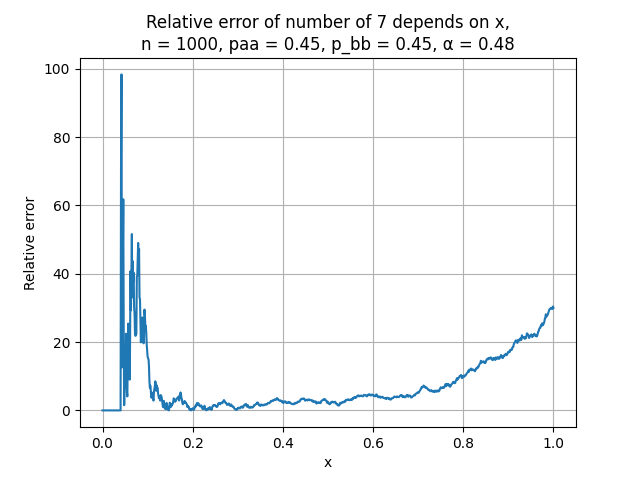 Relative error of number of 7 depends on x,
n = 1000, paa = 0.45, p_bb = 0.45, α = 0.48
100
80
60
40
20
0
Relative error
0.0 0.2 0.4 0.6 0.8 1.0
x